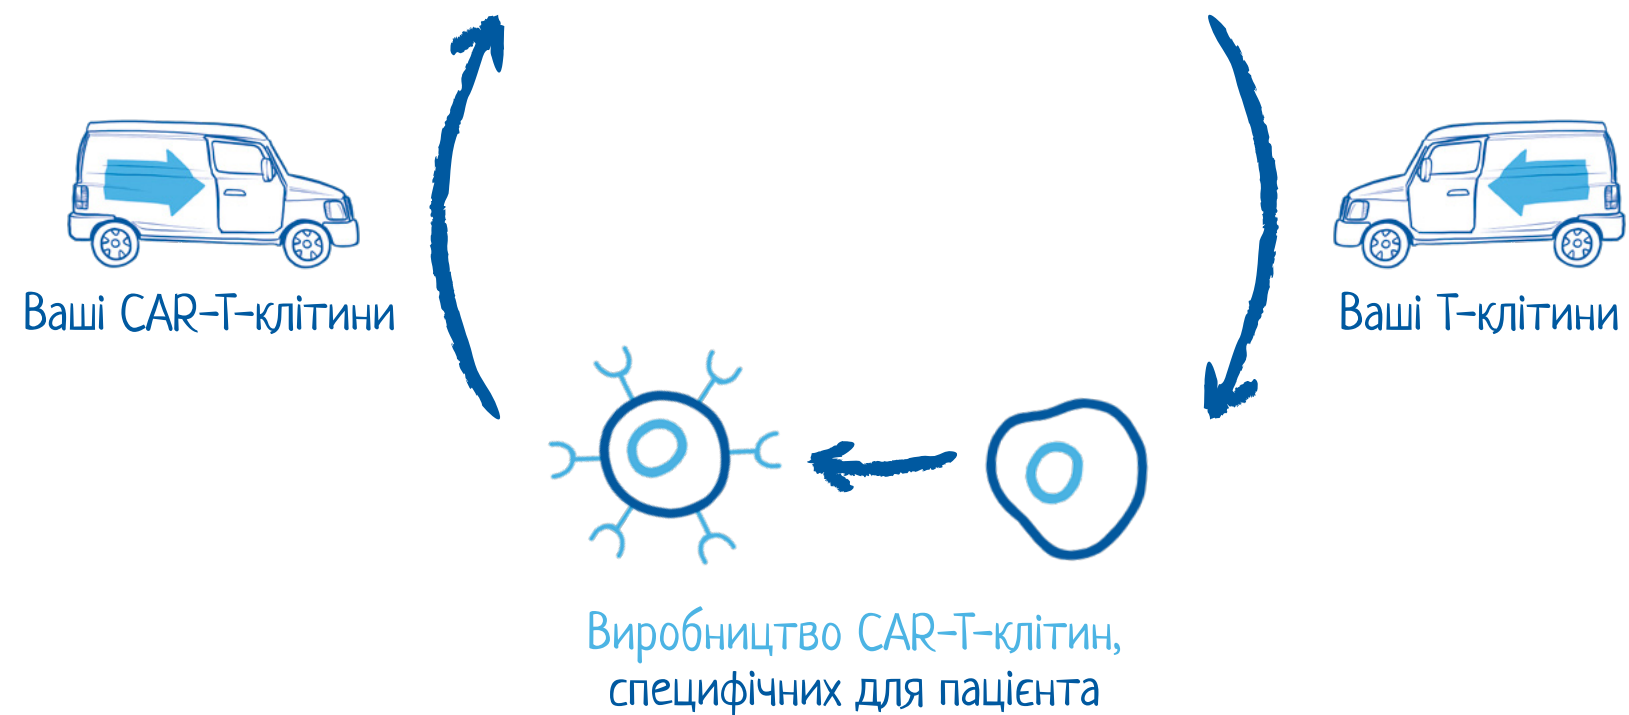 Ваші CAR-T-клітини
Ваші Т-клітини
Виробництво CAR-T-клітин,
специфічних для пацієнта